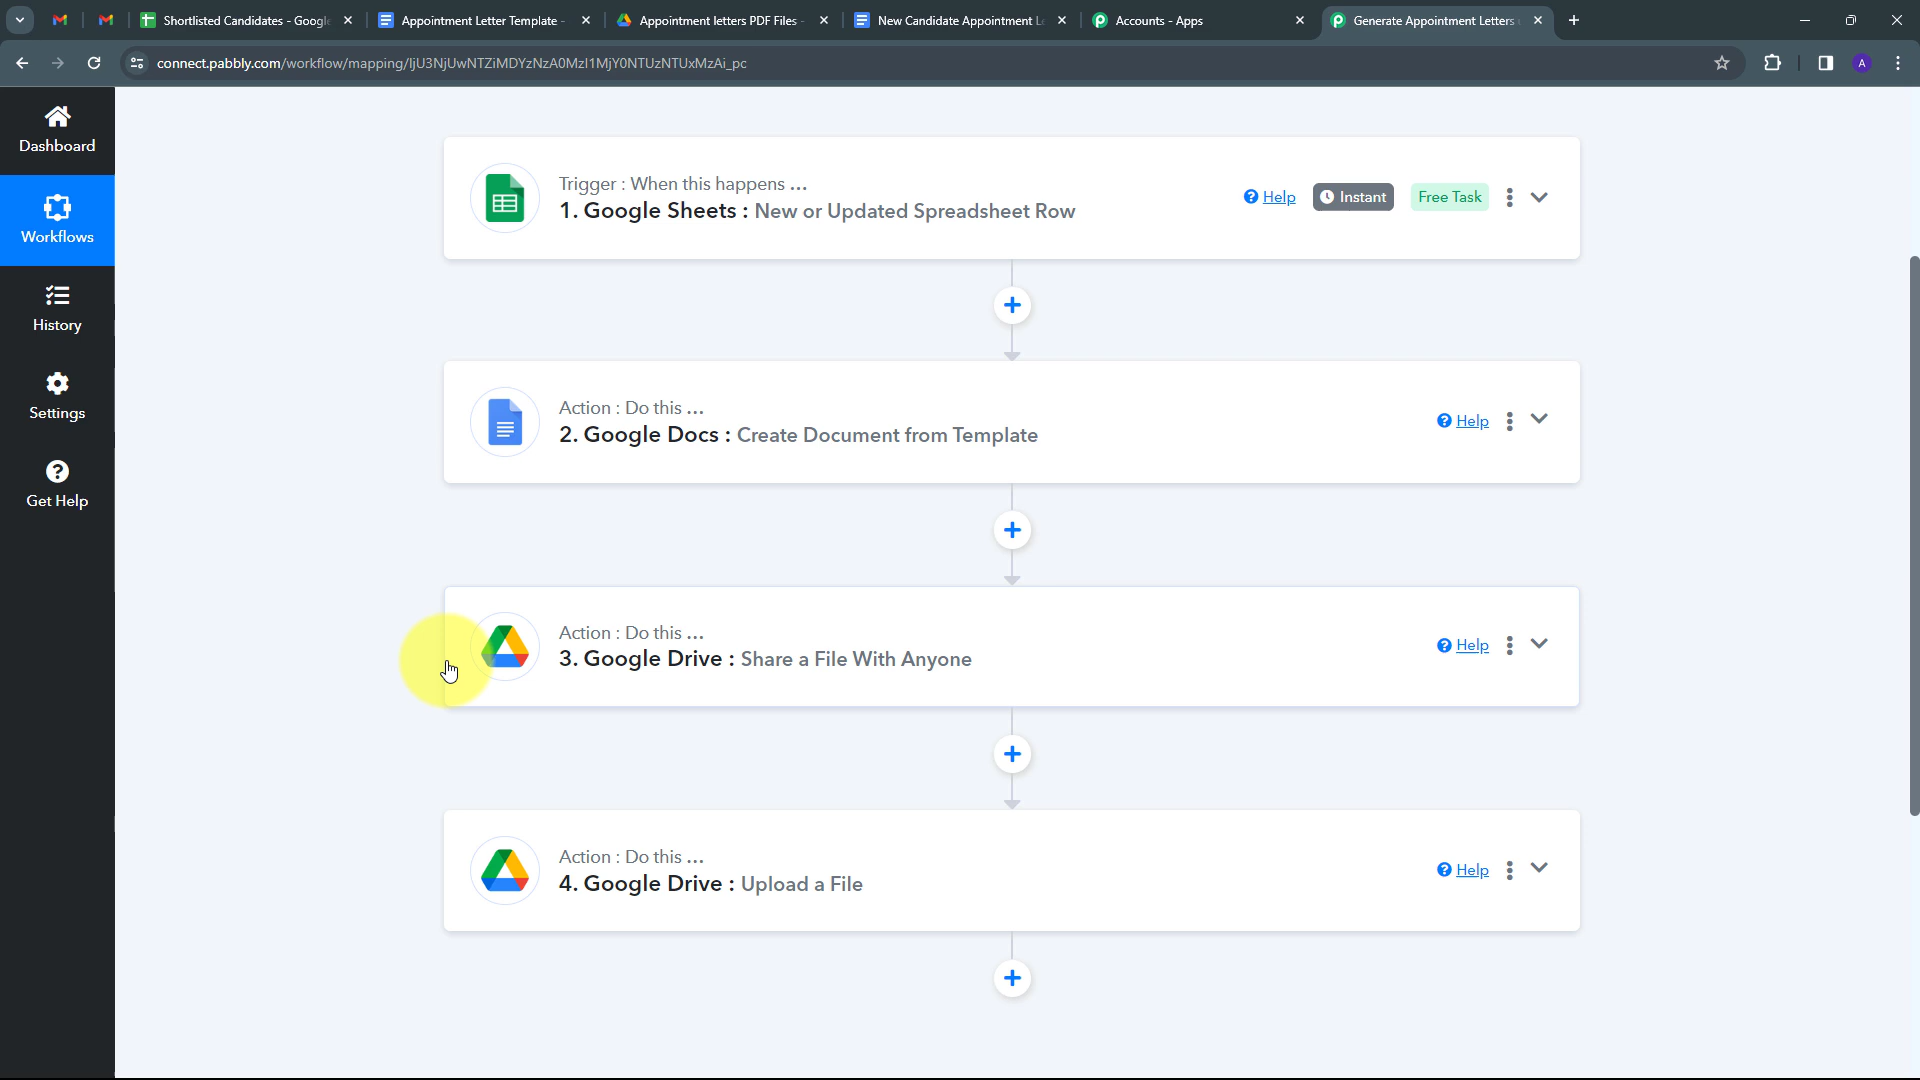 Shortlisted Candidates - Google
Appointment Letter Template -
Appointment letters PDF Files -
New Candidate Appointment Le
Accounts - Apps
Generate Appointment Letters
connect.pabbly.com/workflow/mapping/IjU3NjUwNTZiMDYzNzA0MzI1MjY0NTUzNTUxMzAi_pc
A
Dashboard
Workflows
History
Settings
Get Help
Trigger : When this happens ...
1. Google Sheets : New or Updated Spreadsheet Row
Help
Instant
Free Task
Action : Do this ...
2. Google Docs : Create Document from Template
Help
Action : Do this ...
3. Google Drive : Share a File With Anyone
Help
Action : Do this ...
4. Google Drive : Upload a File
Help